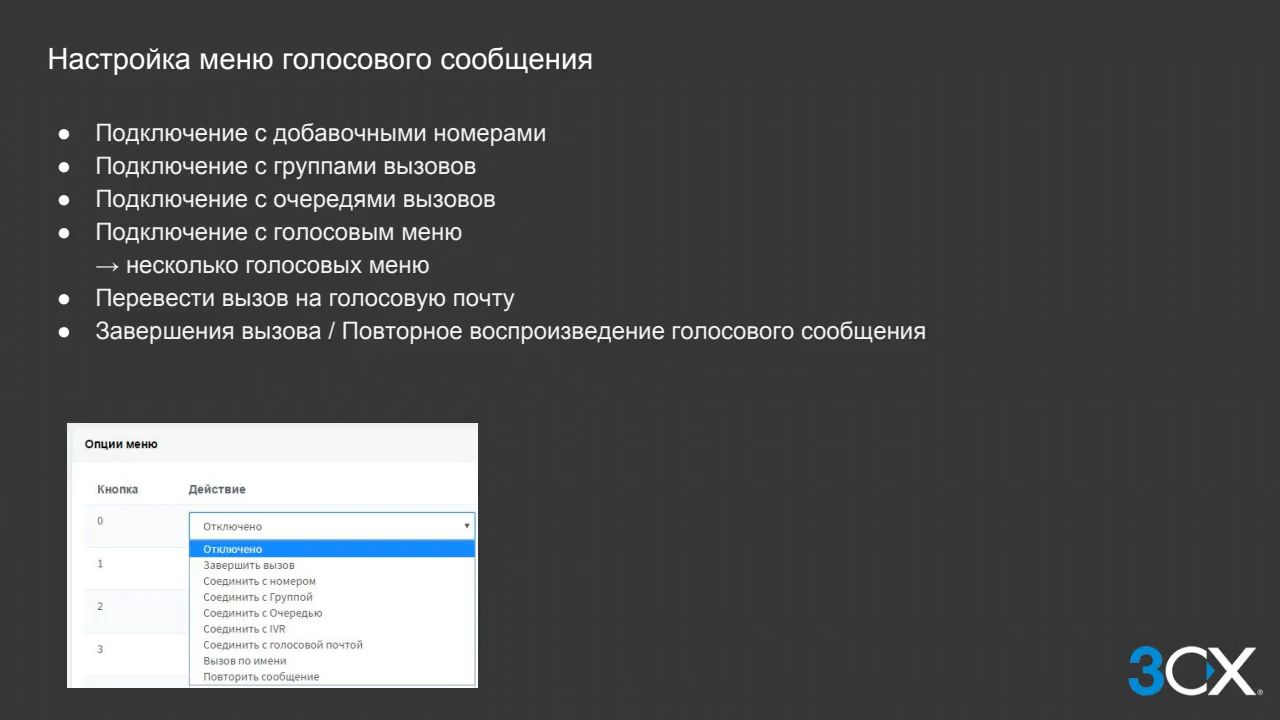 Настройка меню голосового сообщения
● Подключение с добавочными номерами
● Подключение с группами вызовов
● Подключение с очередями вызовов
● Подключение с голосовым меню
→ несколько голосовых меню
● Перевести вызов на голосовую почту
● Завершения вызова / Повторное воспроизведение голосового сообщения
Опции меню
Кнопка Действие
0 Отключено
Отключено
1 Завершить вызов
Соединить с номером
Соединить с Группой
2 Соединить с Очередью
Соединить с IVR
3 Соединить с голосовой почтой
Вызов по имени
Повторить сообщение
3CX®